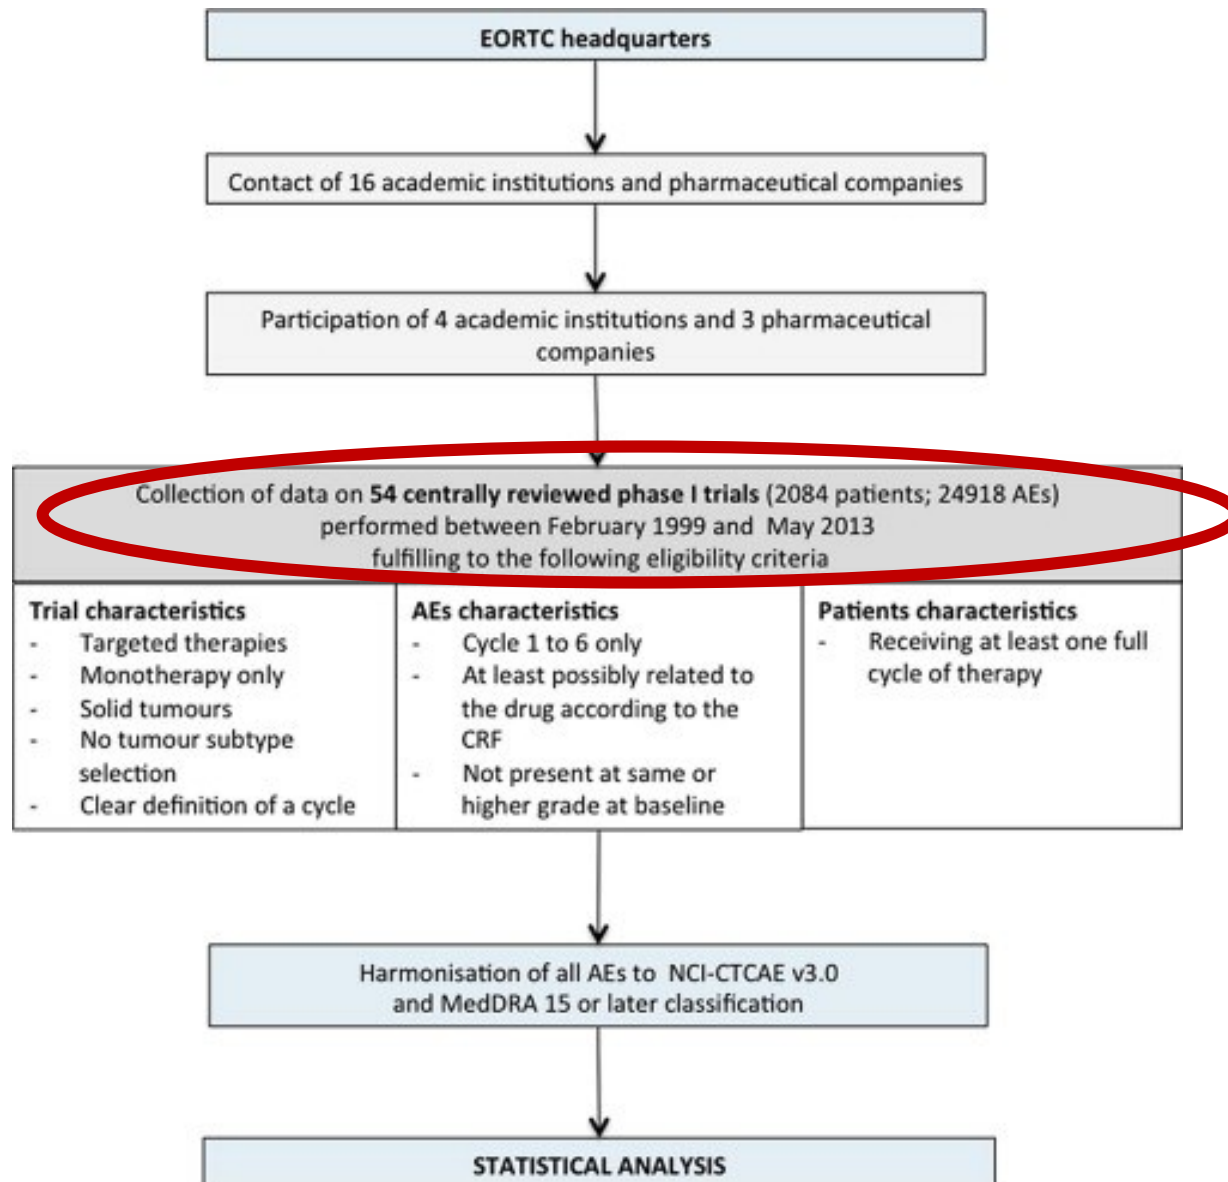 EORTC headquarters
Contact of 16 academic institutions and pharmaceutical companies
Participation of 4 academic institutions and 3 pharmaceutical
companies
Collection of data on 54 centrally reviewed phase I trials (2084 patients; 24918 AEs)
performed between February 1999 and May 2013
fulfilling to the following eligibility criteria
Trial characteristics
- Targeted therapies
- Monotherapy only
- Solid tumours
- No tumour subtype
selection
- Clear definition of a cycle
AEs characteristics
- Cycle 1 to 6 only
- At least possibly related to
the drug according to the
CRF
- Not present at same or
higher grade at baseline
Patients characteristics
- Receiving at least one full
cycle of therapy
Harmonisation of all AEs to NCI-CTCAE v3.0
and MedDRA 15 or later classification
STATISTICAL ANALYSIS